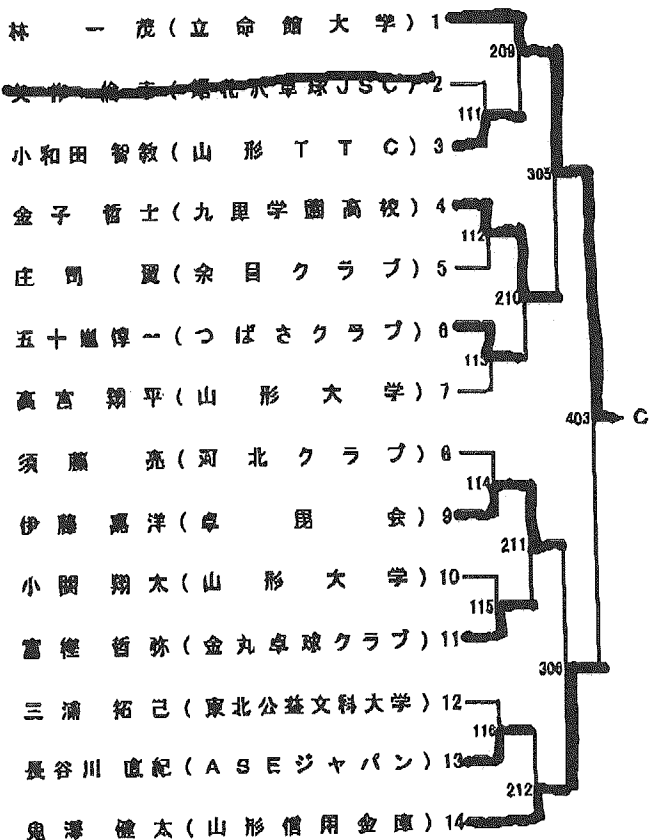 林 一 茂 ( 立 命 館 大 学 ) 1
2
小 和 田 智 教 ( 山 形 T T C ) 3
金 子 哲 士 ( 九 里 学 園 高 校 ) 4
庄 司 翼 ( 余 目 ク ラ ブ ) 5
五 十 嵐 惇 一 ( つ ば さ ク ラ ブ ) 6
高 宮 翔 平 ( 山 形 大 学 ) 7
須 藤 亮 ( 河 北 ク ラ ブ ) 8
伊 藤 嘉 洋 ( 卓 朋 会 ) 9
小 関 翔 太 ( 山 形 大 学 ) 10
富 樫 哲 弥 ( 金 丸 卓 球 ク ラ ブ ) 11
三 浦 拓 己 ( 東 北 公 益 文 科 大 学 ) 12
長 谷 川 直 紀 ( A S E ジ ャ パ ン ) 13
鬼 澤 健 太 ( 山 形 信 用 金 庫 ) 14
209
111
305
112
210
113
403 C
114
211
115
306
116
212